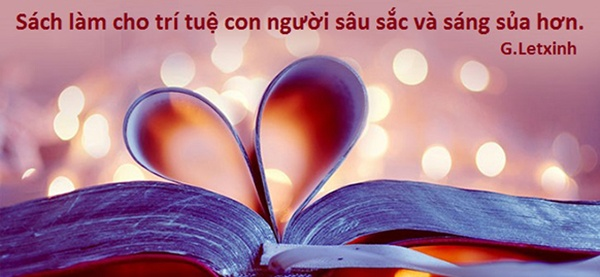 Sách làm cho trí tuệ con người sâu sắc và sáng sủa hơn.
G.Letxinh